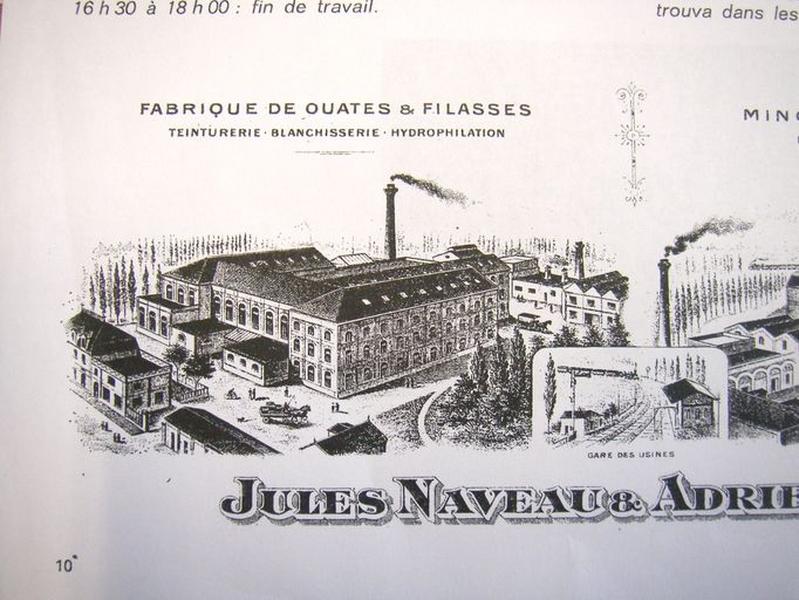 16 h 30 à 18 h 00 : fin de travail.
trouva dans les
FABRIQUE DE OUATES & FILASSES
TEINTURERIE · BLANCHISSERIE · HYDROPHILATION
GARE DES USINES
JULES NAVEAU & ADRIE
10